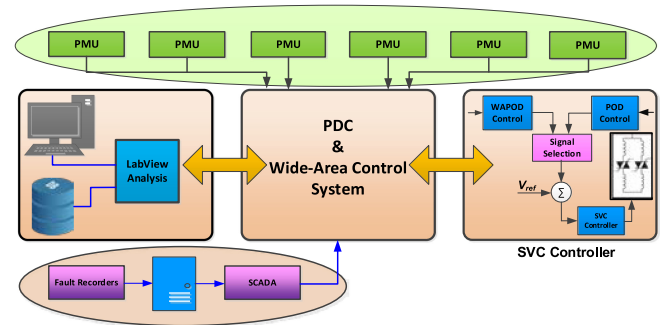 PMU PMU PMU PMU PMU PMU
LabView
Analysis
PDC
&
Wide-Area Control
System
WAPOD
Control
POD
Control
Signal
Selection
Vref
Σ
SVC
Controller
SVC Controller
Fault Recorders
SCADA